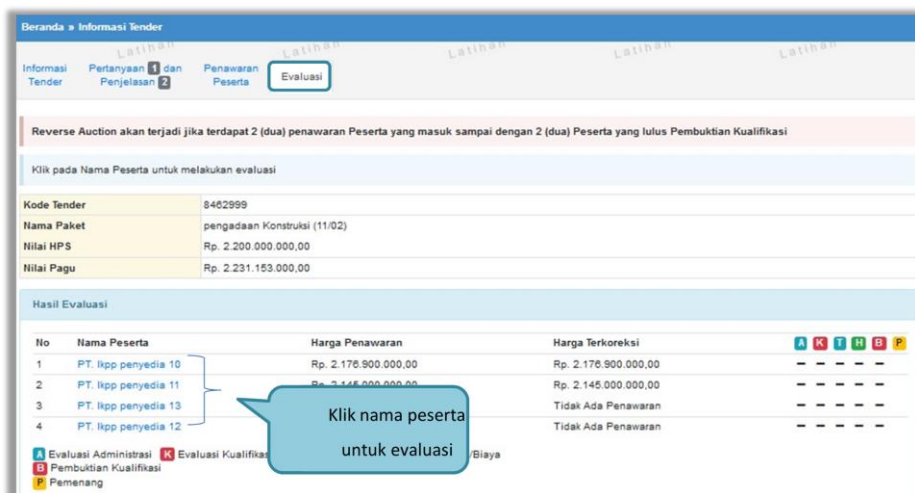 Beranda » Informasi Tender
Latihan Latihan Latihan Latihan Latihan
Informasi Tender
Pertanyaan 1 dan Penjelasan 2
Penawaran Peserta
Evaluasi
Reverse Auction akan terjadi jika terdapat 2 (dua) penawaran Peserta yang masuk sampai dengan 2 (dua) Peserta yang lulus Pembuktian Kualifikasi
Klik pada Nama Peserta untuk melakukan evaluasi
Kode Tender 8462999
Nama Paket pengadaan Konstruksi (11/02)
Nilai HPS Rp. 2.200.000.000,00
Nilai Pagu Rp. 2.231.153.000,00
Hasil Evaluasi
No Nama Peserta Harga Penawaran Harga Terkoreksi A K T H B P
1 PT. lkpp penyedia 10 Rp. 2.176.900.000,00 Rp. 2.176.900.000,00 – – – – –
2 PT. lkpp penyedia 11 Rp. 2.145.000.000,00 Rp. 2.145.000.000,00 – – – – –
3 PT. lkpp penyedia 13 Tidak Ada Penawaran – – – – –
4 PT. lkpp penyedia 12 Tidak Ada Penawaran – – – – –
Klik nama peserta
untuk evaluasi
A Evaluasi Administrasi K Evaluasi /Biaya
B Pembuktian Kualifikasi
P Pemenang